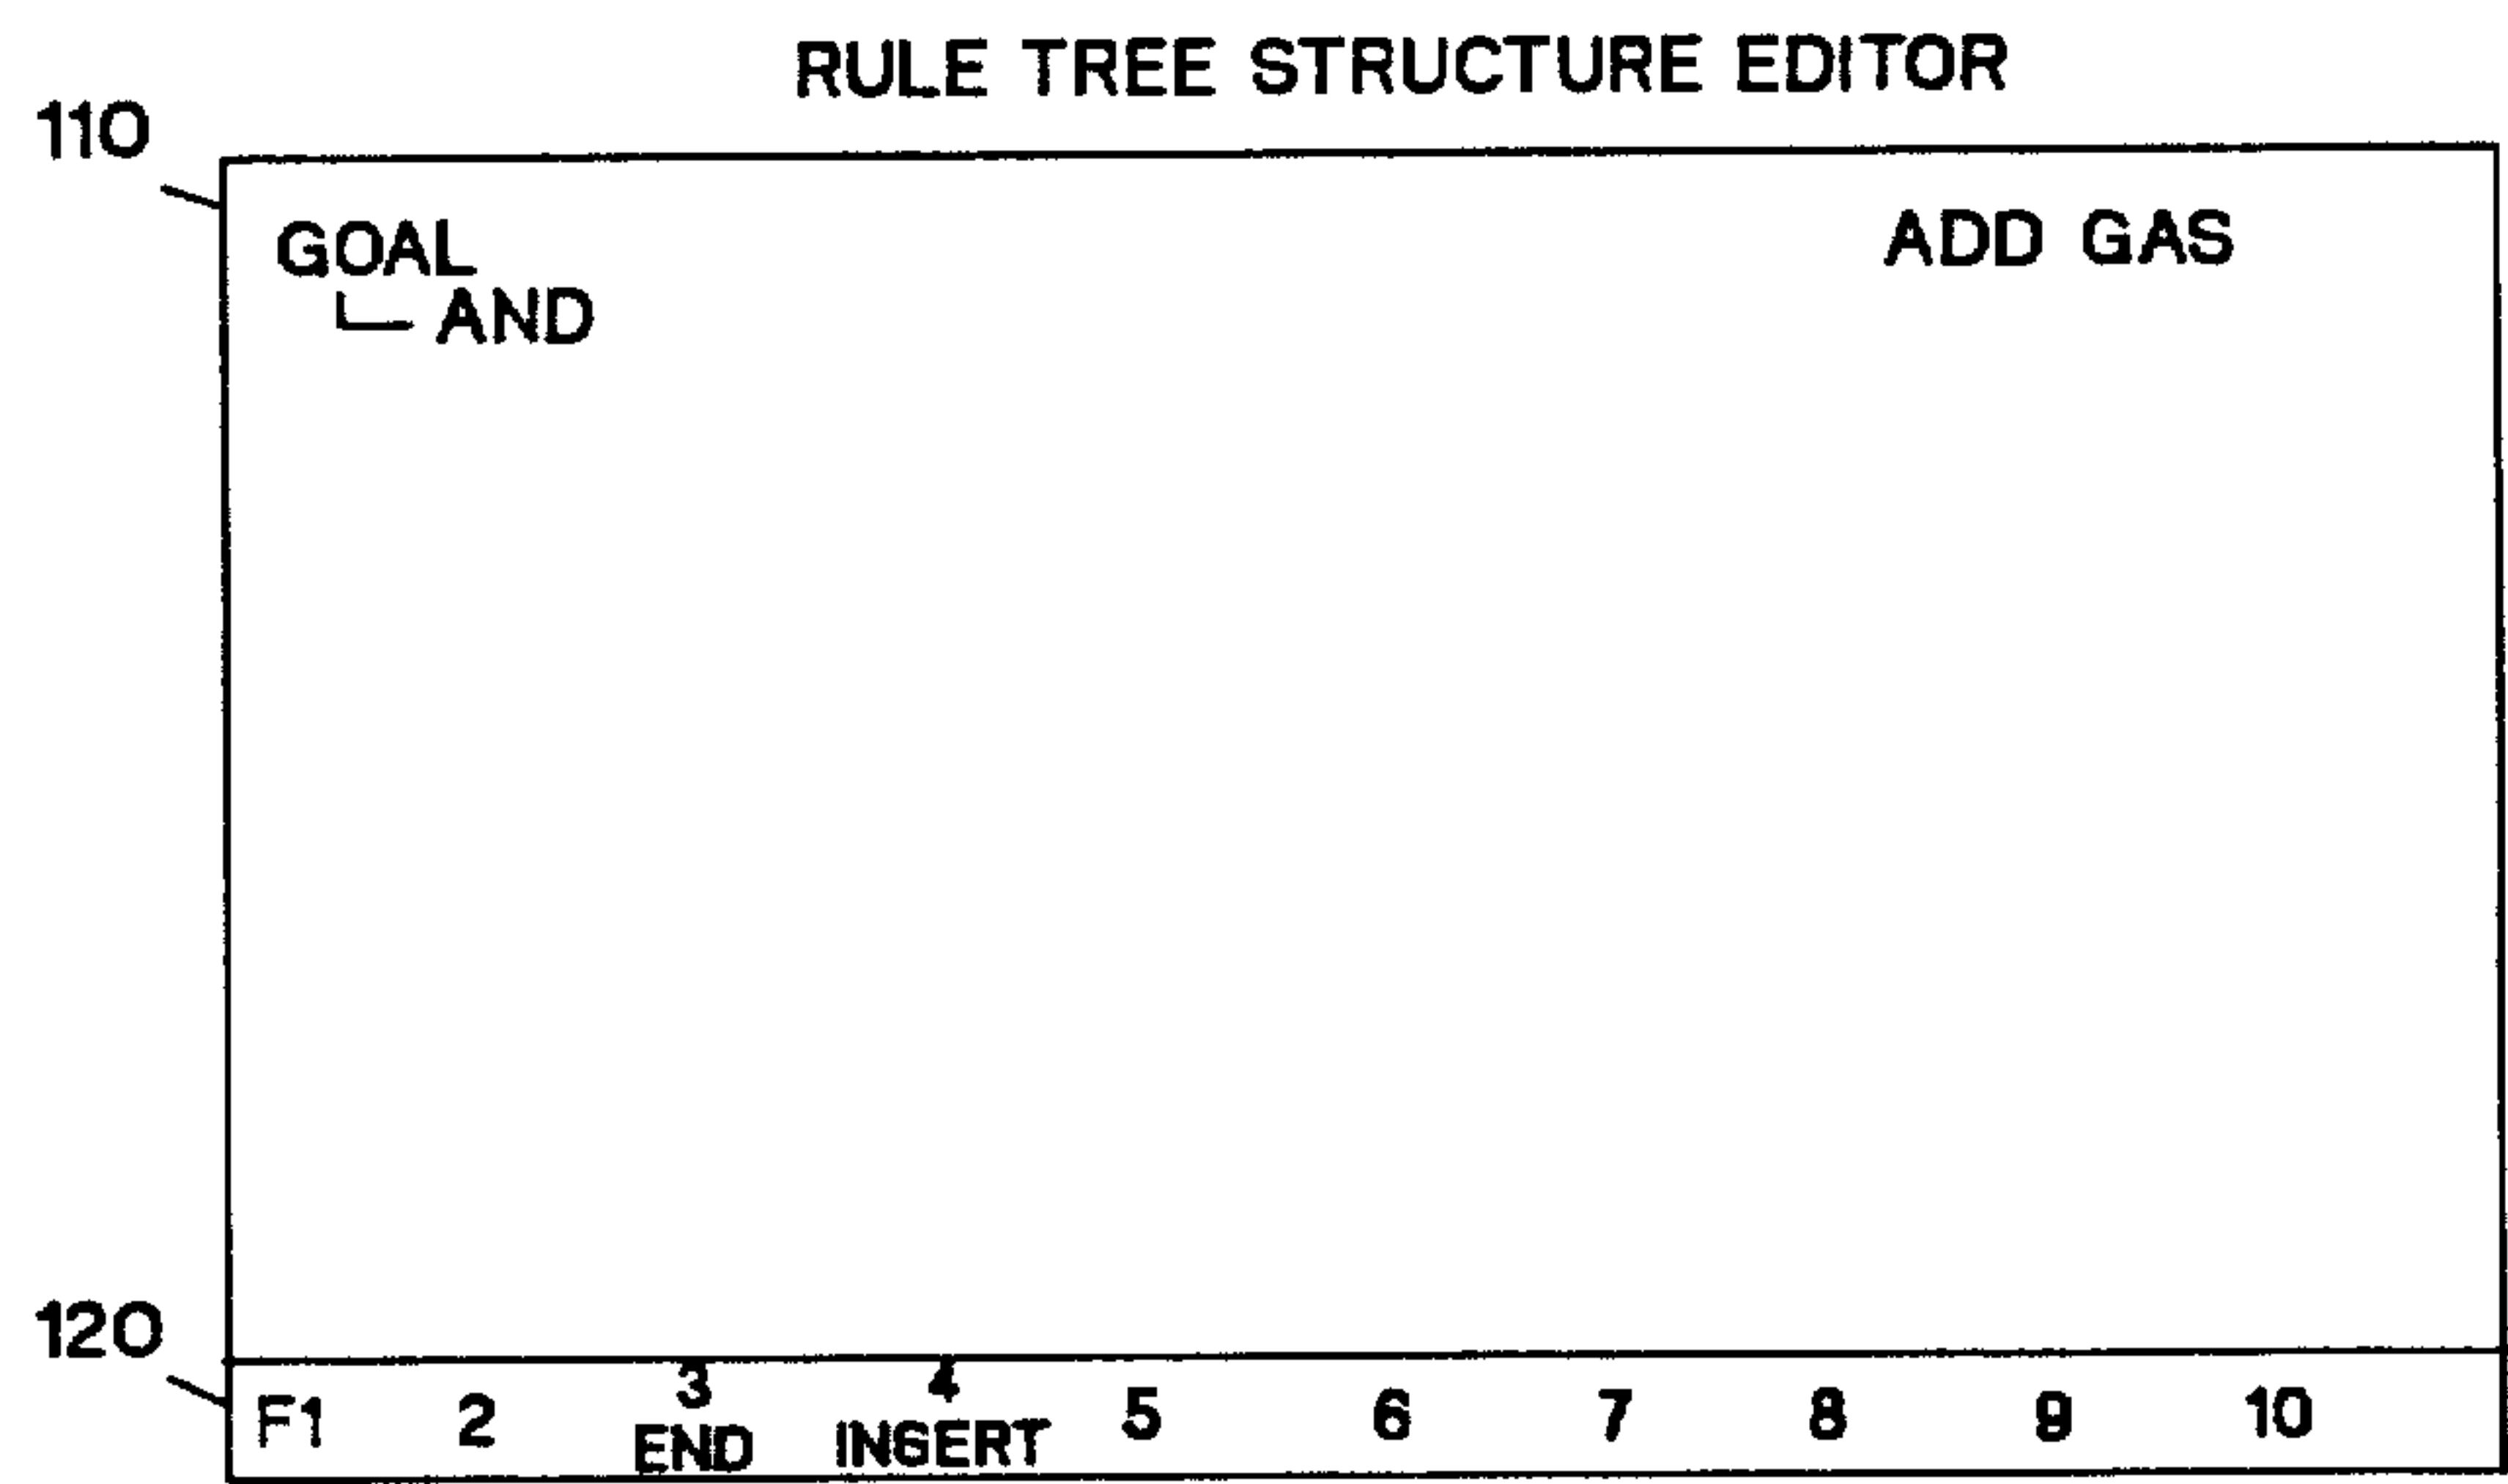 RULE TREE STRUCTURE EDITOR
110
GOAL ADD GAS
AND
120
F1 2 3 4 5 6 7 8 9 10
END INSERT